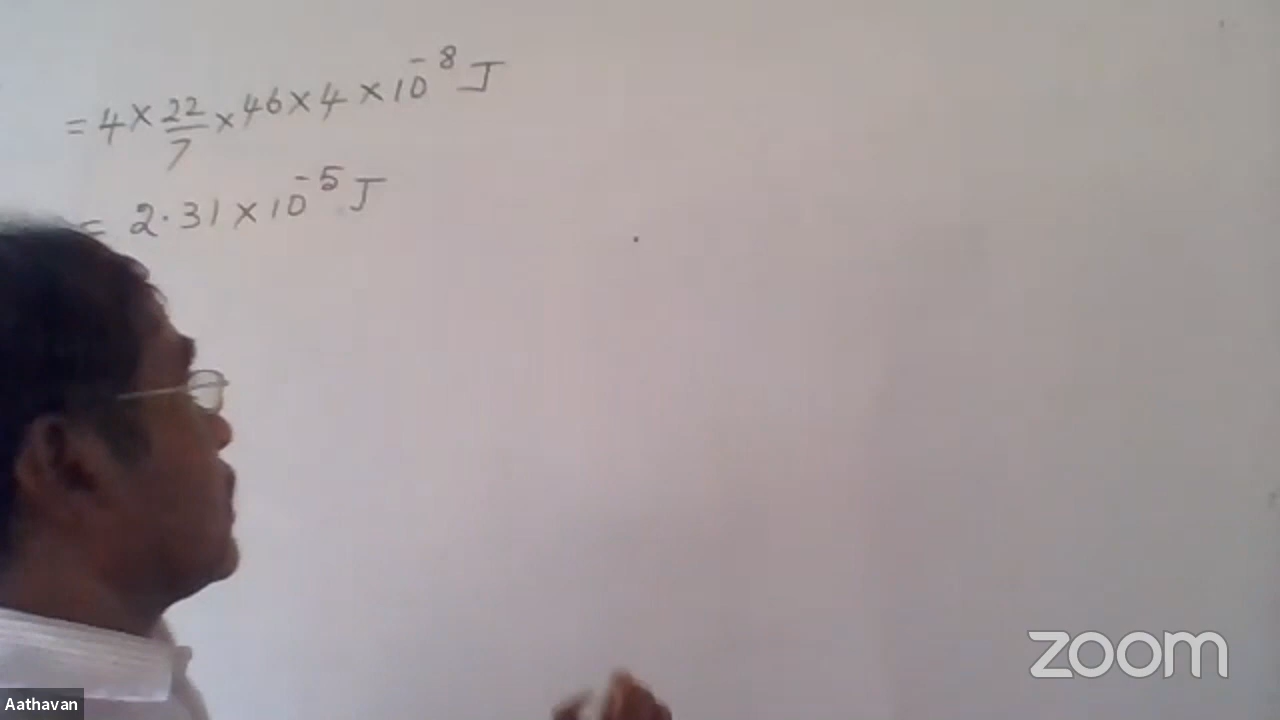 = 4 × 22/7 × 46 × 4 × 10⁻⁸ J
= 2.31 × 10⁻⁵ J
zoom
Aathavan